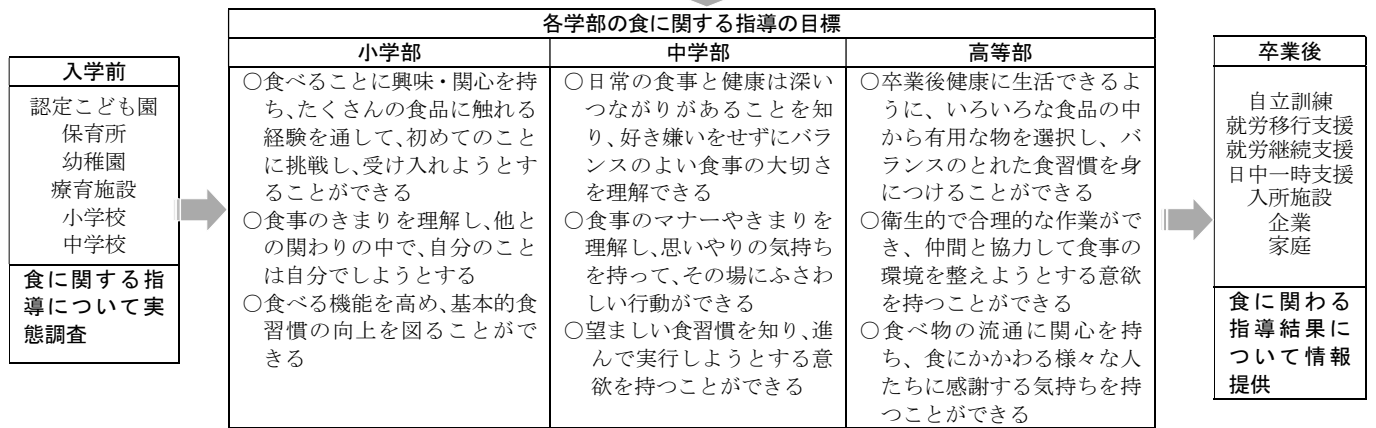 各学部の食に関する指導の目標
入学前
認定こども園
保育所
幼稚園
療育施設
小学校
中学校
食に関する指
導について実
態調査
小学部
○食べることに興味・関心を持
ち、たくさんの食品に触れる
経験を通して、初めてのこと
に挑戦し、受け入れようとす
ることができる
○食事のきまりを理解し、他と
の関わりの中で、自分のこと
は自分でしようとする
○食べる機能を高め、基本的食
習慣の向上を図ることがで
きる
中学部
○日常の食事と健康は深い
つながりがあることを知
り、好き嫌いをせずにバラ
ンスのよい食事の大切さ
を理解できる
○食事のマナーやきまりを
理解し、思いやりの気持ち
を持って、その場にふさわ
しい行動ができる
○望ましい食習慣を知り、進
んで実行しようとする意
欲を持つことができる
高等部
○卒業後健康に生活できるよ
うに、いろいろな食品の中
から有用な物を選択し、バ
ランスのとれた食習慣を身
につけることができる
○衛生的で合理的な作業がで
き、仲間と協力して食事の
環境を整えようとする意欲
を持つことができる
○食べ物の流通に関心を持
ち、食にかかわる様々な人
たちに感謝する気持ちを持
つことができる
卒業後
自立訓練
就労移行支援
就労継続支援
日中一時支援
入所施設
企業
家庭
食に関わる
指導結果に
ついて情報
提供